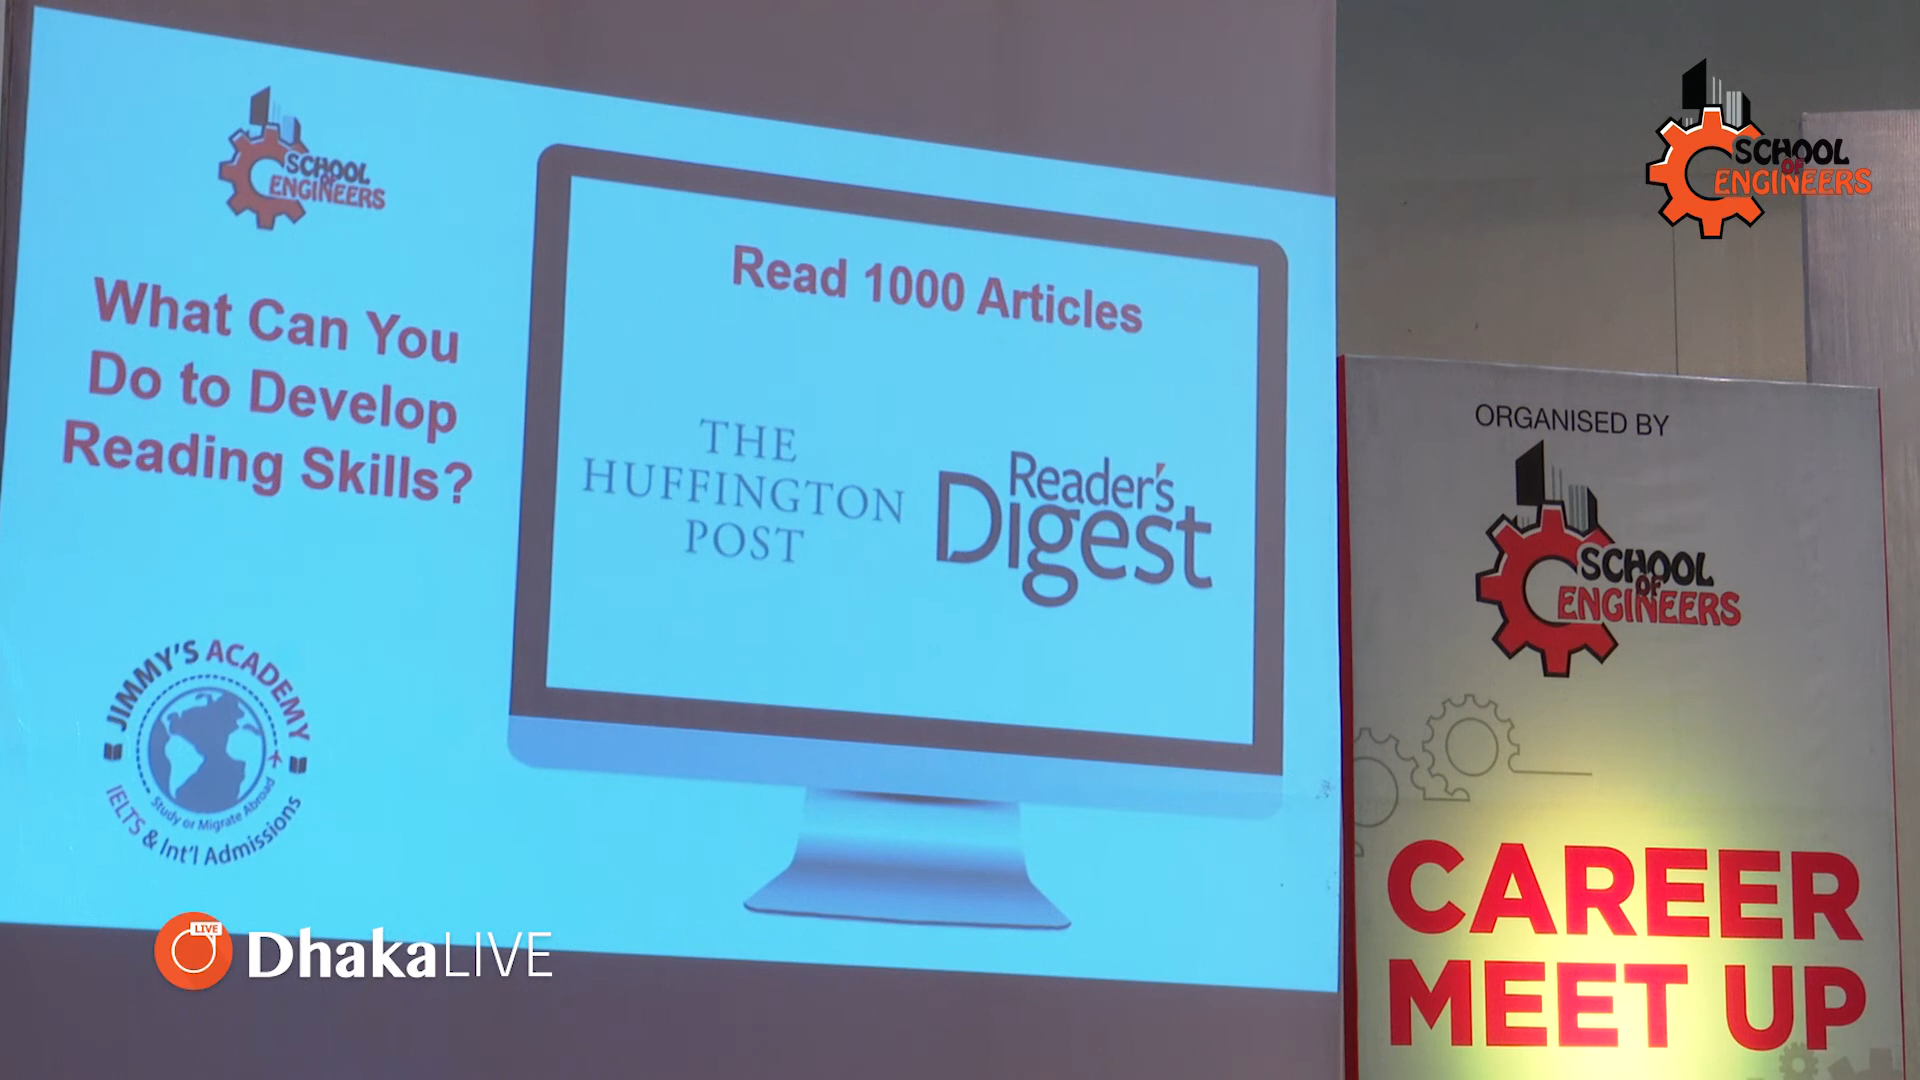 SCHOOL
OF
ENGINEERS
What Can You
Do to Develop
Reading Skills?
Read 1000 Articles
THE
HUFFINGTON
POST
Reader's
Digest
JIMMY'S ACADEMY
Study or Migrate Abroad
IELTS & Int'l Admissions
LIVE
DhakaLIVE
SCHOOL
OF
ENGINEERS
ORGANISED BY
SCHOOL
OF
ENGINEERS
CAREER
MEET UP